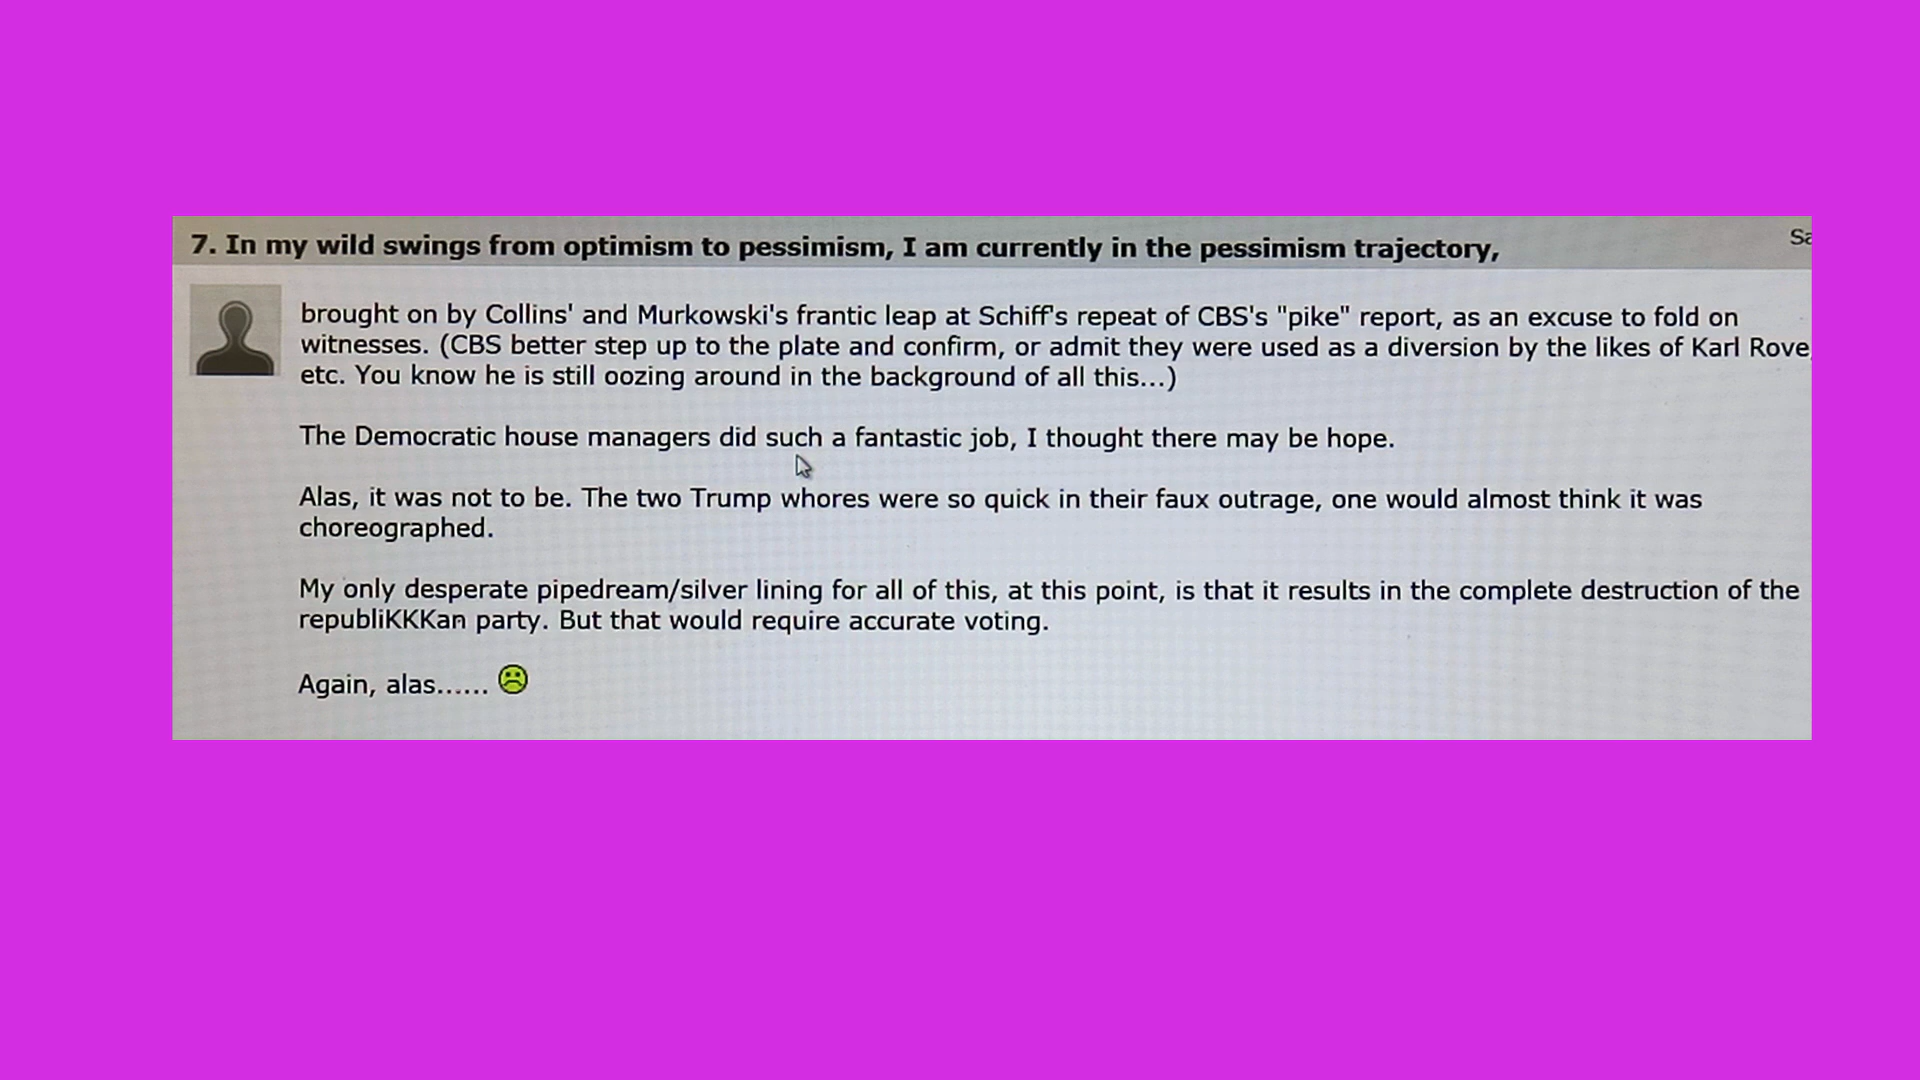 7. In my wild swings from optimism to pessimism, I am currently in the pessimism trajectory,
Sa
brought on by Collins' and Murkowski's frantic leap at Schiff's repeat of CBS's "pike" report, as an excuse to fold on
witnesses. (CBS better step up to the plate and confirm, or admit they were used as a diversion by the likes of Karl Rove,
etc. You know he is still oozing around in the background of all this...)
The Democratic house managers did such a fantastic job, I thought there may be hope.
Alas, it was not to be. The two Trump whores were so quick in their faux outrage, one would almost think it was
choreographed.
My only desperate pipedream/silver lining for all of this, at this point, is that it results in the complete destruction of the
republiKKKan party. But that would require accurate voting.
Again, alas......